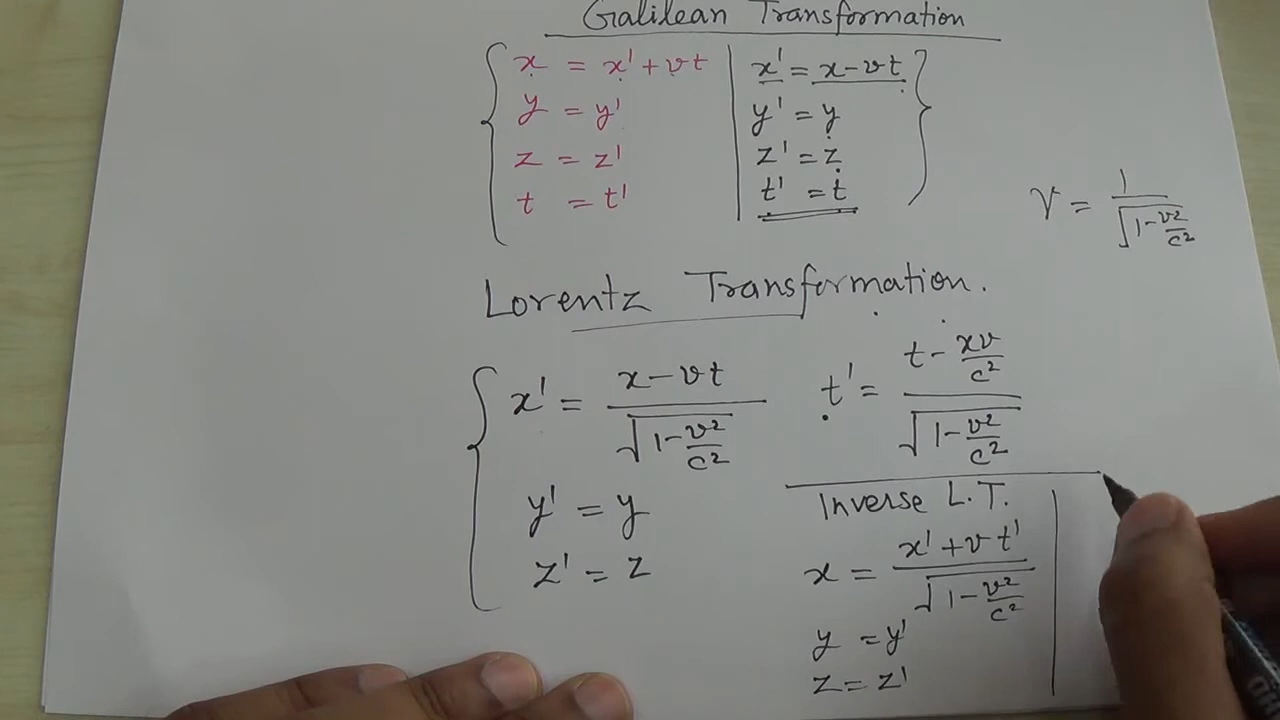 Galilean Transformation
x = x' + vt | x' = x - vt
y = y' | y' = y
z = z' | z' = z
t = t' | t' = t
γ = 1 / √(1 - v²/c²)
Lorentz Transformation.
x' = (x - vt) / √(1 - v²/c²)
y' = y
z' = z
t' = (t - xv/c²) / √(1 - v²/c²)
Inverse L.T.
x = (x' + vt') / √(1 - v²/c²)
y = y'
z = z'